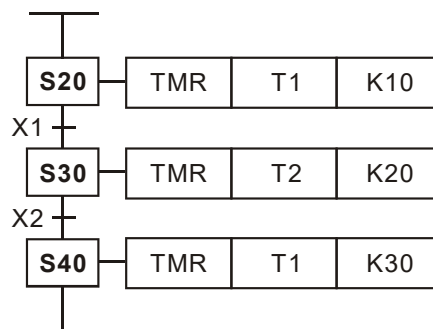 S20 TMR T1 K10
X1
S30 TMR T2 K20
X2
S40 TMR T1 K30